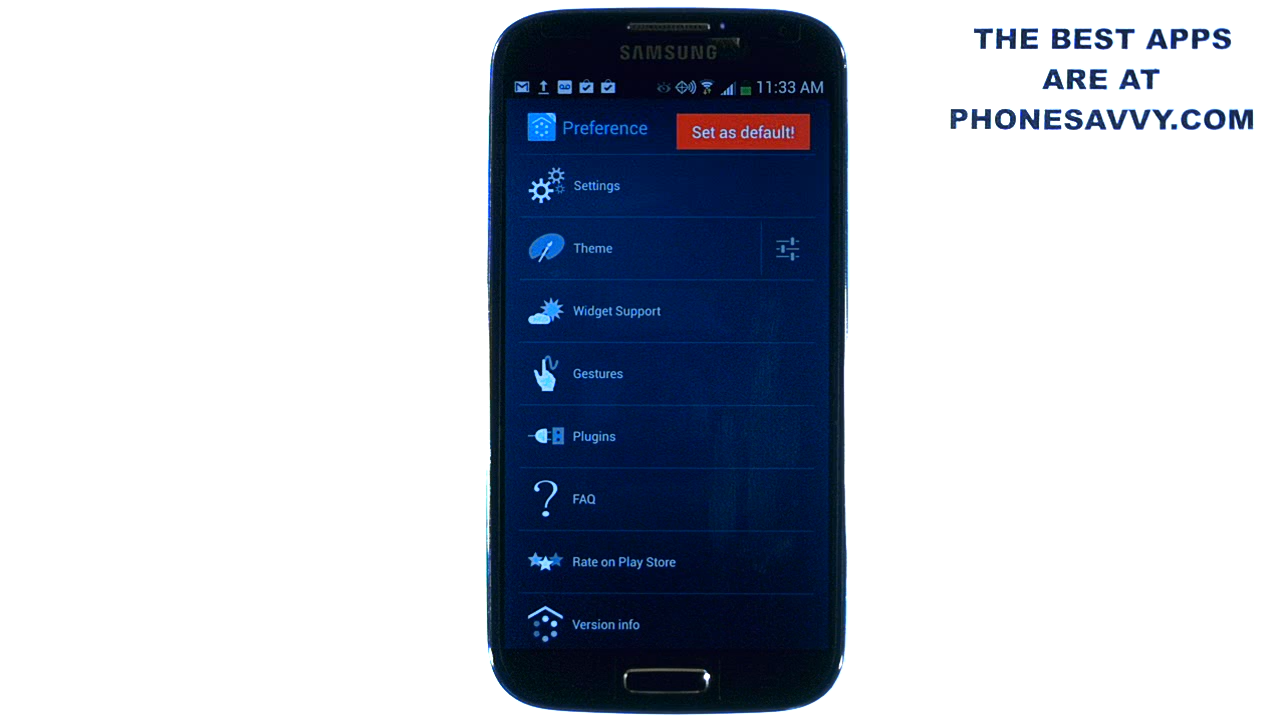 THE BEST APPS
ARE AT
PHONESAVVY.COM
SAMSUNG
11:33 AM
Preference
Set as default!
Settings
Theme
Widget Support
Gestures
Plugins
FAQ
Rate on Play Store
Version info